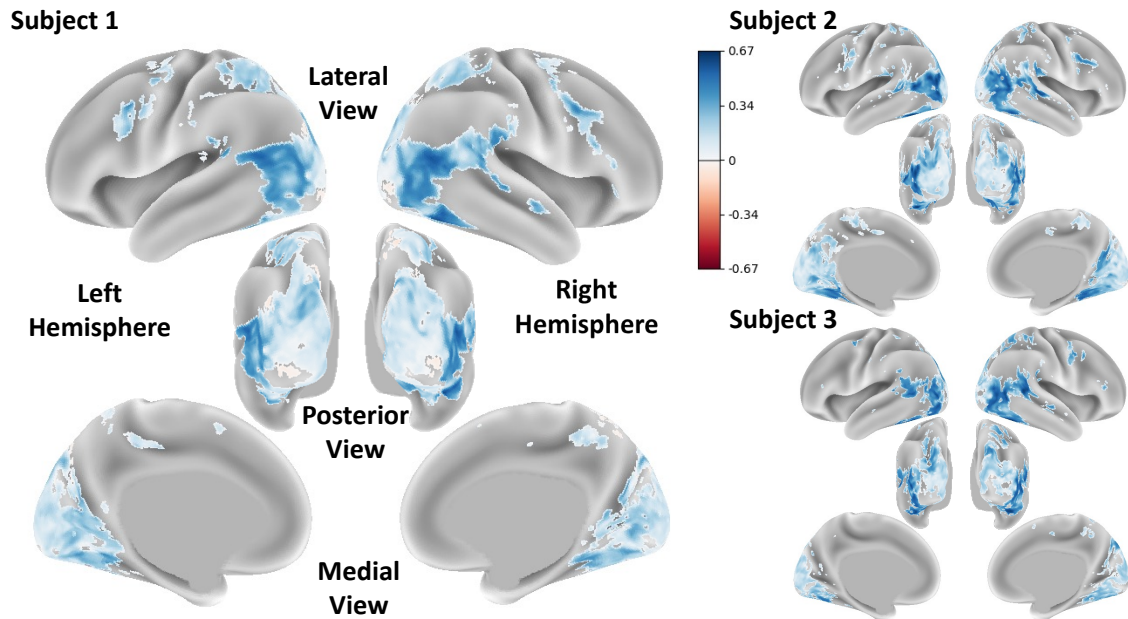 Subject 1
Lateral
View
Left
Hemisphere
Right
Hemisphere
Posterior
View
Medial
View
0.67
0.34
0
-0.34
-0.67
Subject 2
Subject 3